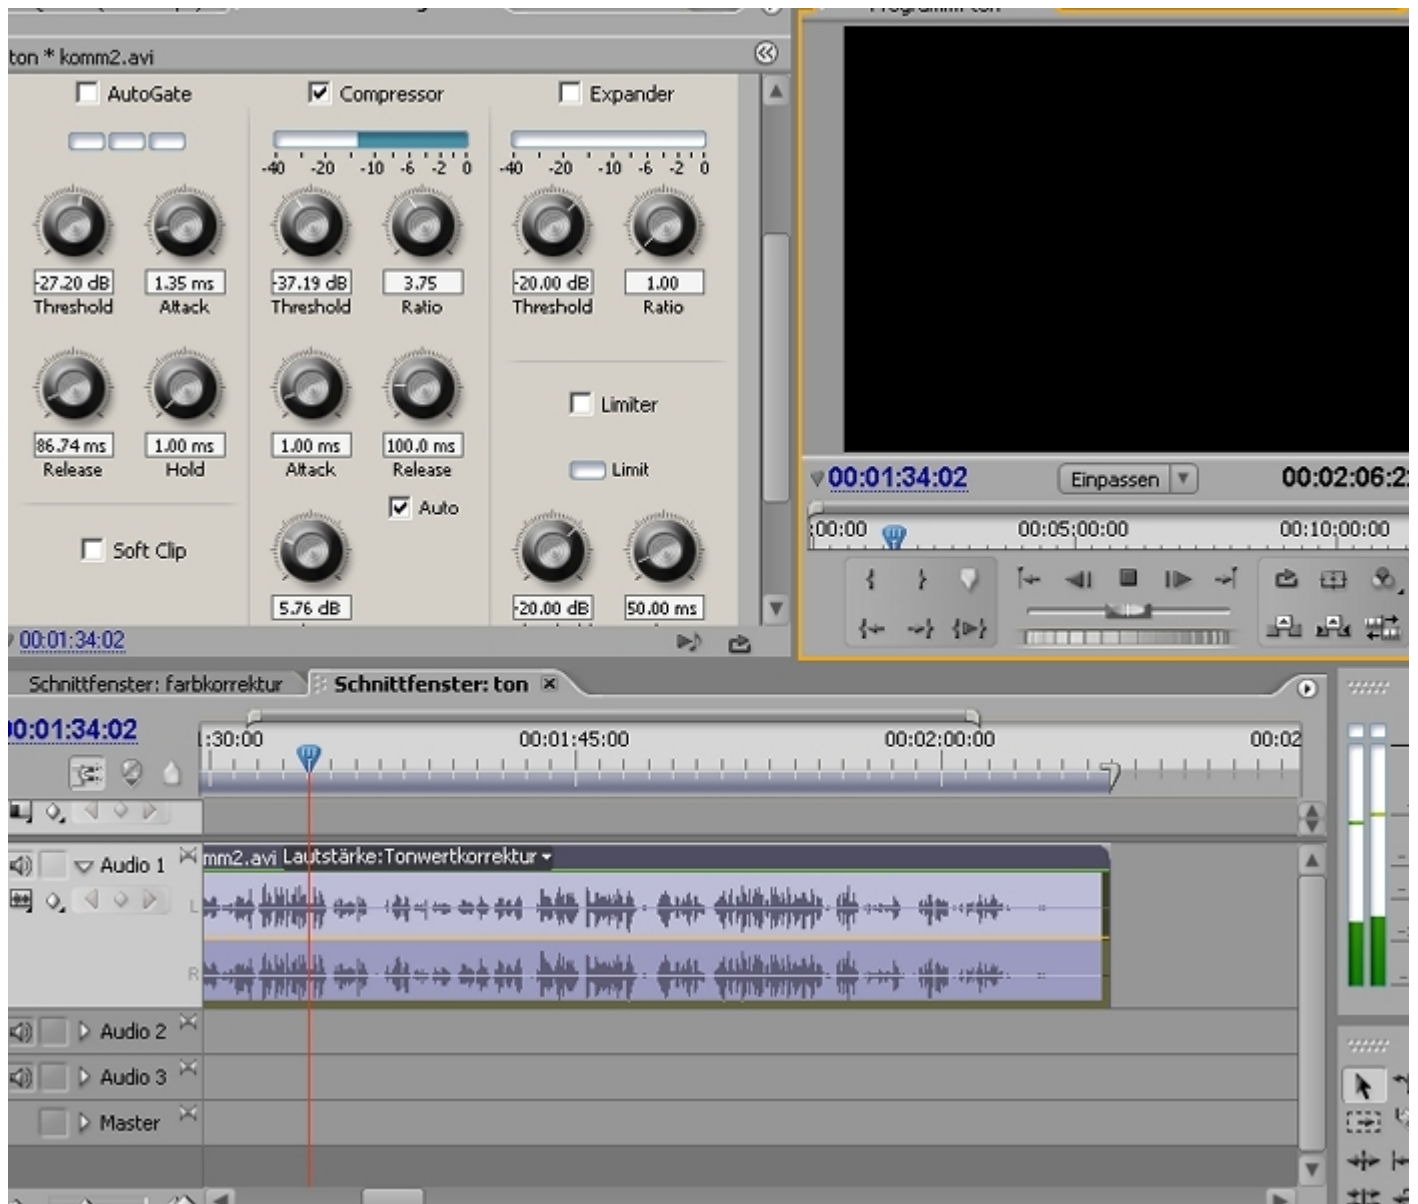 Programm: ton
ton * komm2.avi
AutoGate
Compressor
Expander
-40 -20 -10 -6 -2 0
-40 -20 -10 -6 -2 0
-27.20 dB 1.35 ms -37.19 dB 3.75 -20.00 dB 1.00
Threshold Attack Threshold Ratio Threshold Ratio
Limiter
86.74 ms 1.00 ms 1.00 ms 100.0 ms
Release Hold Attack Release
Limit
Auto
Soft Clip
5.76 dB -20.00 dB 50.00 ms
00:01:34:02
00:01:34:02 Einpassen 00:02:06:2
:00:00 00:05:00:00 00:10:00:00
Schnittfenster: farbkorrektur Schnittfenster: ton
00:01:34:02
1:30:00 00:01:45:00 00:02:00:00 00:02
Audio 1
mm2.avi Lautstärke:Tonwertkorrektur
L
R
Audio 2
Audio 3
Master